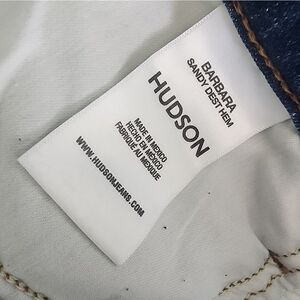 BARBARA
SANDY DEST HEM
HUDSON
MADE IN MEXICO
HECHO EN MEXICO
FABRIQUÉ AU MEXIQUE
WWW.HUDSONJEANS.COM